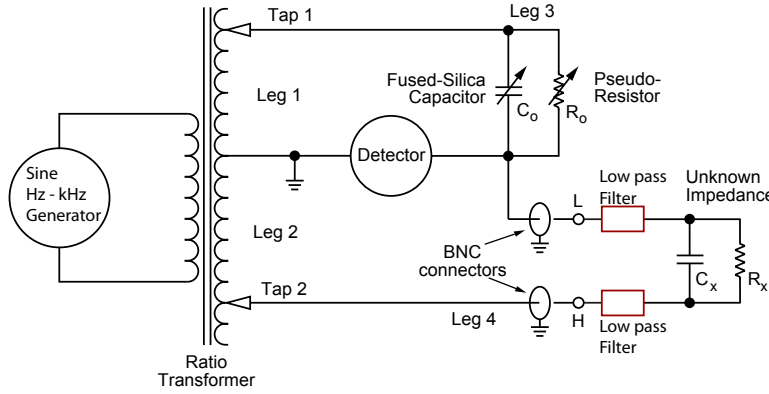 Tap 1
Leg 3
Fused-Silica
Capacitor
Co
Pseudo-
Resistor
Ro
Leg 1
Detector
Sine
Hz - kHz
Generator
Leg 2
L
Low pass
Filter
Unknown
Impedance
BNC
connectors
Cx
Rx
Tap 2
Leg 4
H
Low pass
Filter
Ratio
Transformer